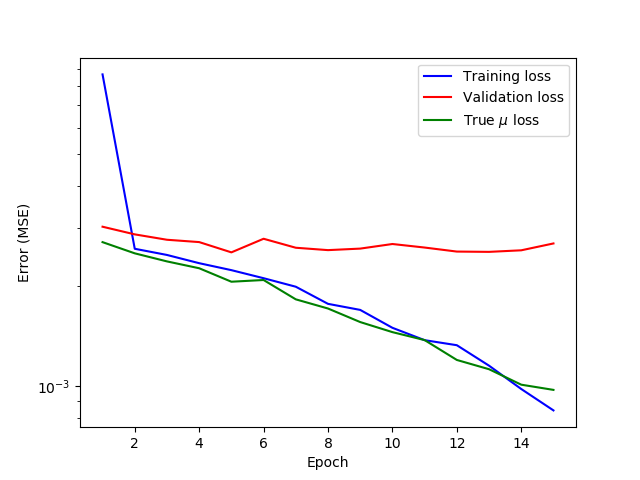 Training loss
Validation loss
True μ loss
Error (MSE)
10⁻³
2 4 6 8 10 12 14
Epoch